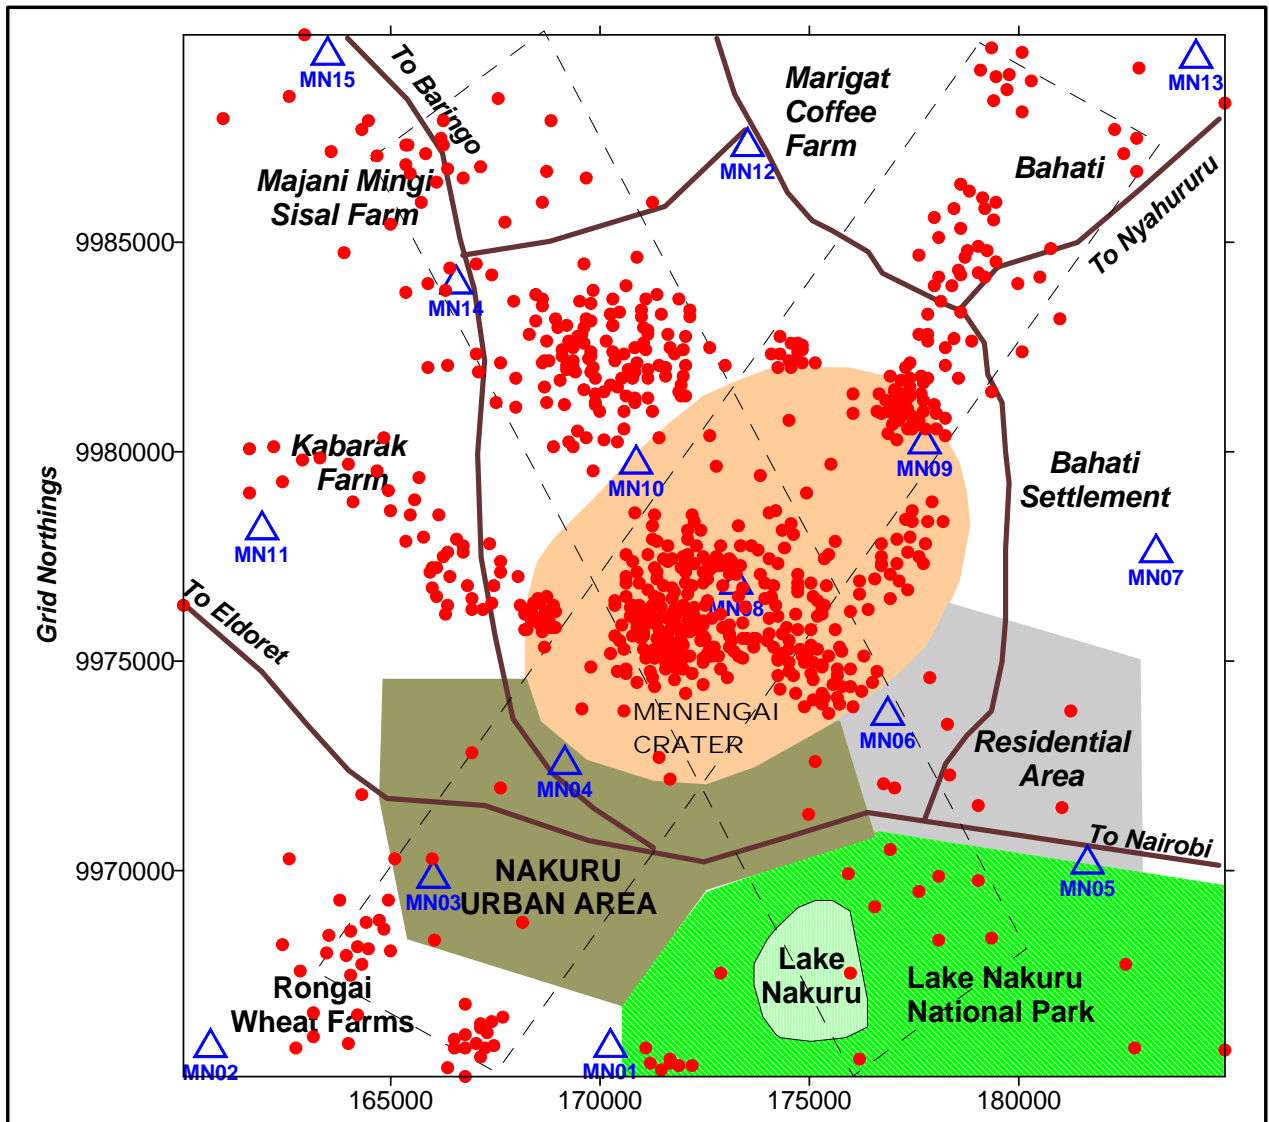 MN15
To Baringo
Marigat
Coffee
Farm
MN13
MN12
Bahati
Majani Mingi
Sisal Farm
To Nyahururu
9985000
MN14
Kabarak
Farm
9980000
MN10
MN09
Bahati
Settlement
MN11
MN07
Grid Northings
To Eldoret
MN08
9975000
MENENGAI
CRATER
MN06
Residential
Area
MN04
To Nairobi
9970000
NAKURU
URBAN AREA
MN03
MN05
Lake
Nakuru
Lake Nakuru
National Park
Rongai
Wheat Farms
MN02
MN01
165000
170000
175000
180000